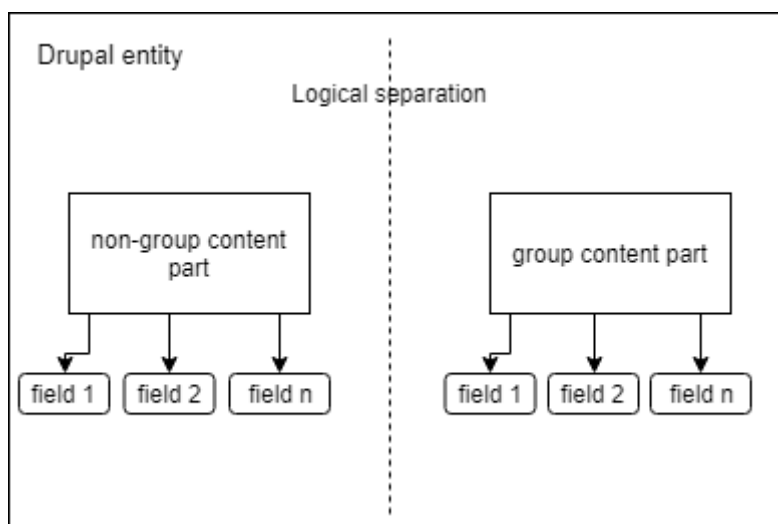 Drupal entity
Logical separation
non-group content
part
group content part
field 1
field 2
field n
field 1
field 2
field n